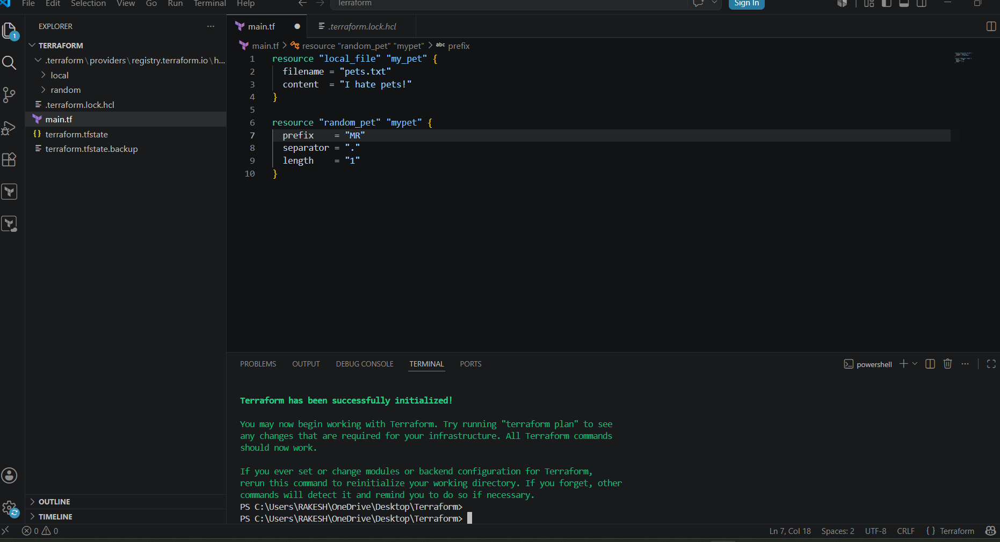 File Edit Selection View Go Run Terminal Help
Terraform
Sign In
EXPLORER
1
TERRAFORM
.terraform\providers\registry.terraform.io\h...
local
random
.terraform.lock.hcl
main.tf
{} terraform.tfstate
terraform.tfstate.backup
OUTLINE
TIMELINE
main.tf
.terraform.lock.hcl
main.tf > resource "random_pet" "mypet" > abc prefix
1 resource "local_file" "my_pet" {
2 filename = "pets.txt"
3 content  = "I hate pets!"
4 }
5
6 resource "random_pet" "mypet" {
7 prefix    = "MR"
8 separator = "."
9 length    = "1"
10 }
PROBLEMS OUTPUT DEBUG CONSOLE TERMINAL PORTS
powershell
Terraform has been successfully initialized!
You may now begin working with Terraform. Try running "terraform plan" to see
any changes that are required for your infrastructure. All Terraform commands
should now work.
If you ever set or change modules or backend configuration for Terraform,
rerun this command to reinitialize your working directory. If you forget, other
commands will detect it and remind you to do so if necessary.
PS C:\Users\RAKESH\OneDrive\Desktop\Terraform>
PS C:\Users\RAKESH\OneDrive\Desktop\Terraform>
0 0
Ln 7, Col 18 Spaces: 2 UTF-8 CRLF {} Terraform